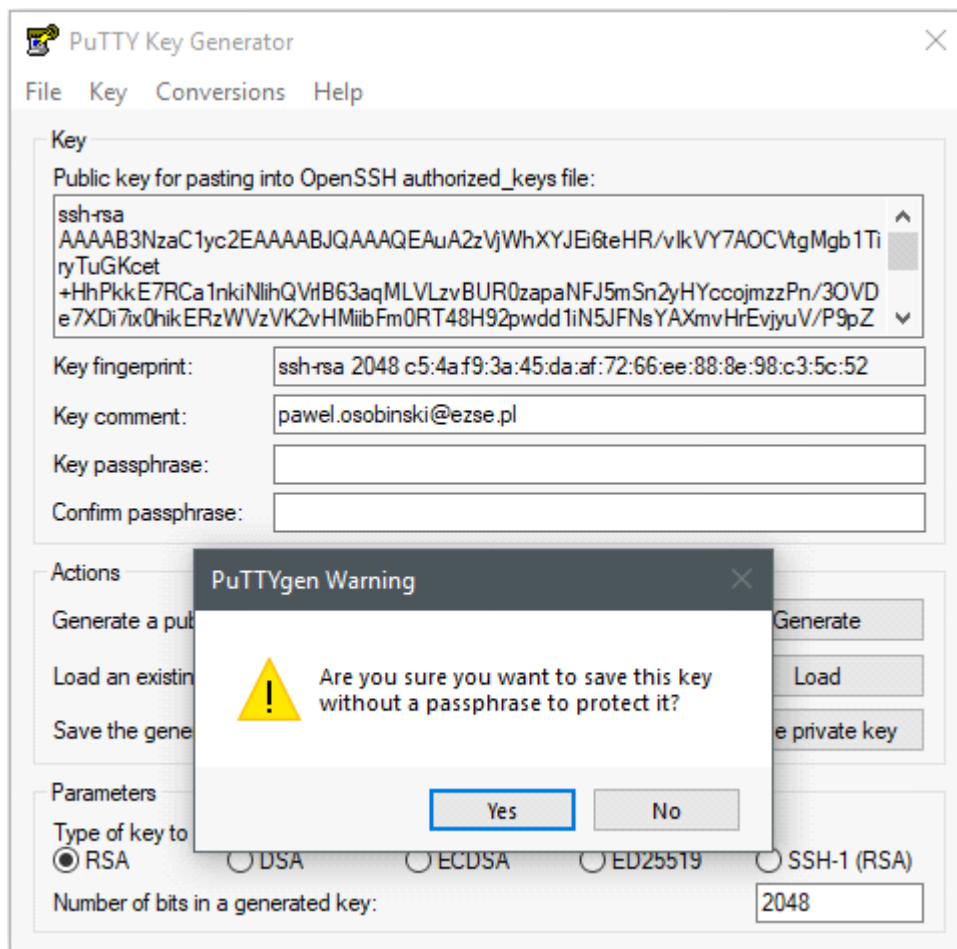 PuTTY Key Generator
File Key Conversions Help
Key
Public key for pasting into OpenSSH authorized_keys file:
ssh-rsa
AAAAB3NzaC1yc2EAAAABJQAAAQEAuA2zVjWhXYJEi6teHR/vIkVY7AOCVtgMgb1Ti
ryTuGKcet
+HhPkkE7RCa1nkiNlihQVrlB63aqMLVLzvBUR0zapaNFJ5mSn2yHYccojmzzPn/3OVD
e7XDi7ix0hikERzWVzVK2vHMiibFm0RT48H92pwdd1iN5JFNsYAXmvHrEvjyuV/P9pZ
Key fingerprint: ssh-rsa 2048 c5:4a:f9:3a:45:da:af:72:66:ee:88:8e:98:c3:5c:52
Key comment: pawel.osobinski@ezse.pl
Key passphrase:
Confirm passphrase:
Actions
Generate a pub Generate
Load an existin Load
Save the gene e private key
PuTTYgen Warning
Are you sure you want to save this key
without a passphrase to protect it?
Yes No
Parameters
Type of key to
RSA DSA ECDSA ED25519 SSH-1 (RSA)
Number of bits in a generated key: 2048